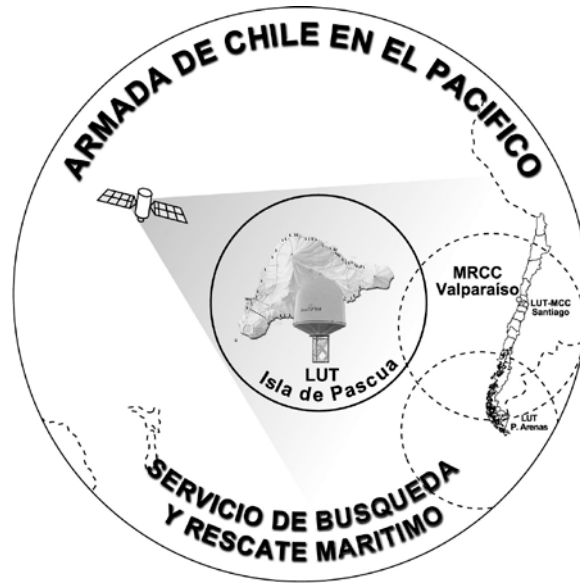 ARMADA DE CHILE EN EL PACIFICO
MRCC
Valparaíso
LUT-MCC
Santiago
LUT
Isla de Pascua
LUT
P. Arenas
SERVICIO DE BUSQUEDA
Y RESCATE MARITIMO